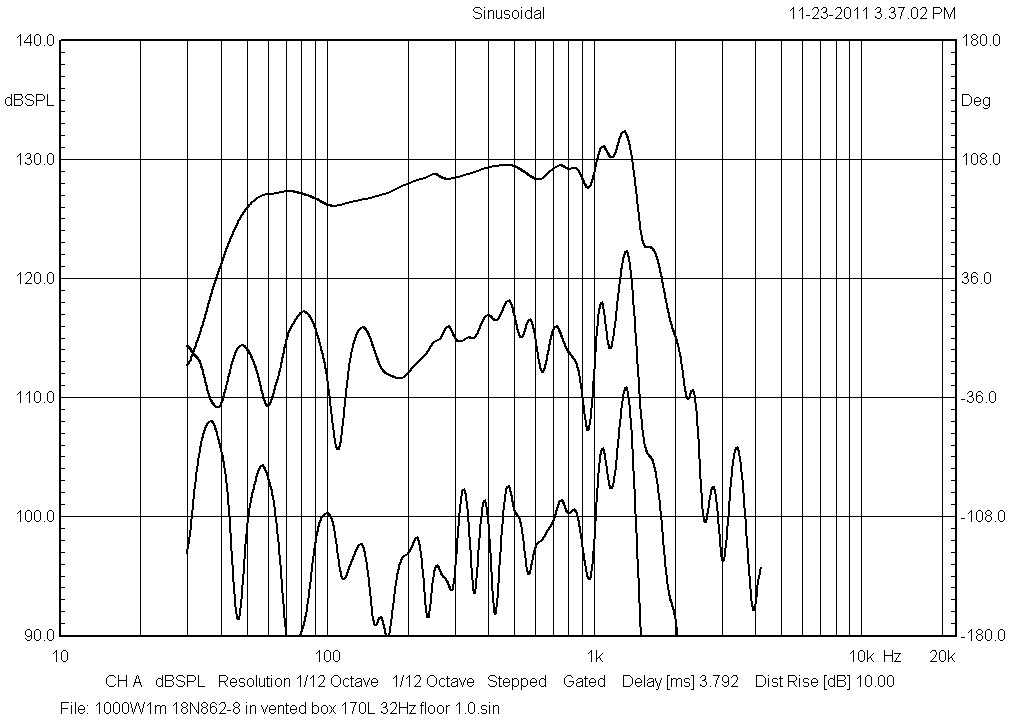 Sinusoidal 11-23-2011 3.37.02 PM
140.0 180.0
dBSPL Deg
130.0 108.0
120.0 36.0
110.0 -36.0
100.0 -108.0
90.0 -180.0
10 100 1k 10k Hz 20k
CH A dBSPL Resolution 1/12 Octave 1/12 Octave Stepped Gated Delay [ms] 3.792 Dist Rise [dB] 10.00
File: 1000W1m 18N862-8 in vented box 170L 32Hz floor 1.0.sin